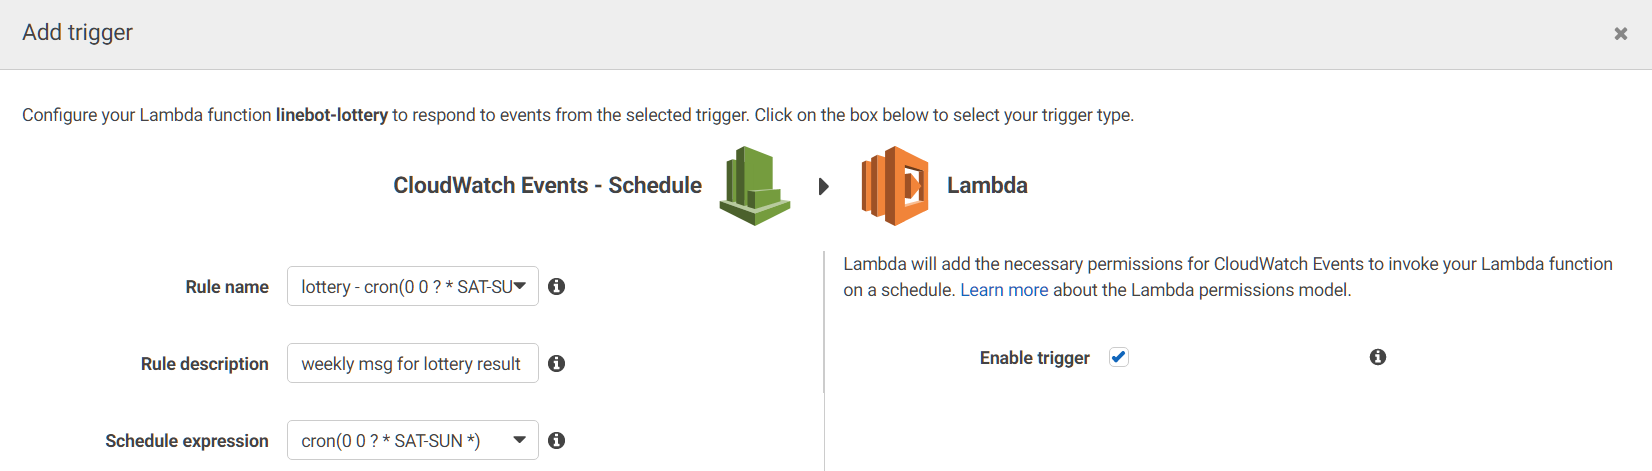 Add trigger
Configure your Lambda function linebot-lottery to respond to events from the selected trigger. Click on the box below to select your trigger type.
CloudWatch Events - Schedule
Lambda
Rule name
lottery - cron(0 0 ? * SAT-SU
Rule description
weekly msg for lottery result
Schedule expression
cron(0 0 ? * SAT-SUN *)
Lambda will add the necessary permissions for CloudWatch Events to invoke your Lambda function
on a schedule. Learn more about the Lambda permissions model.
Enable trigger